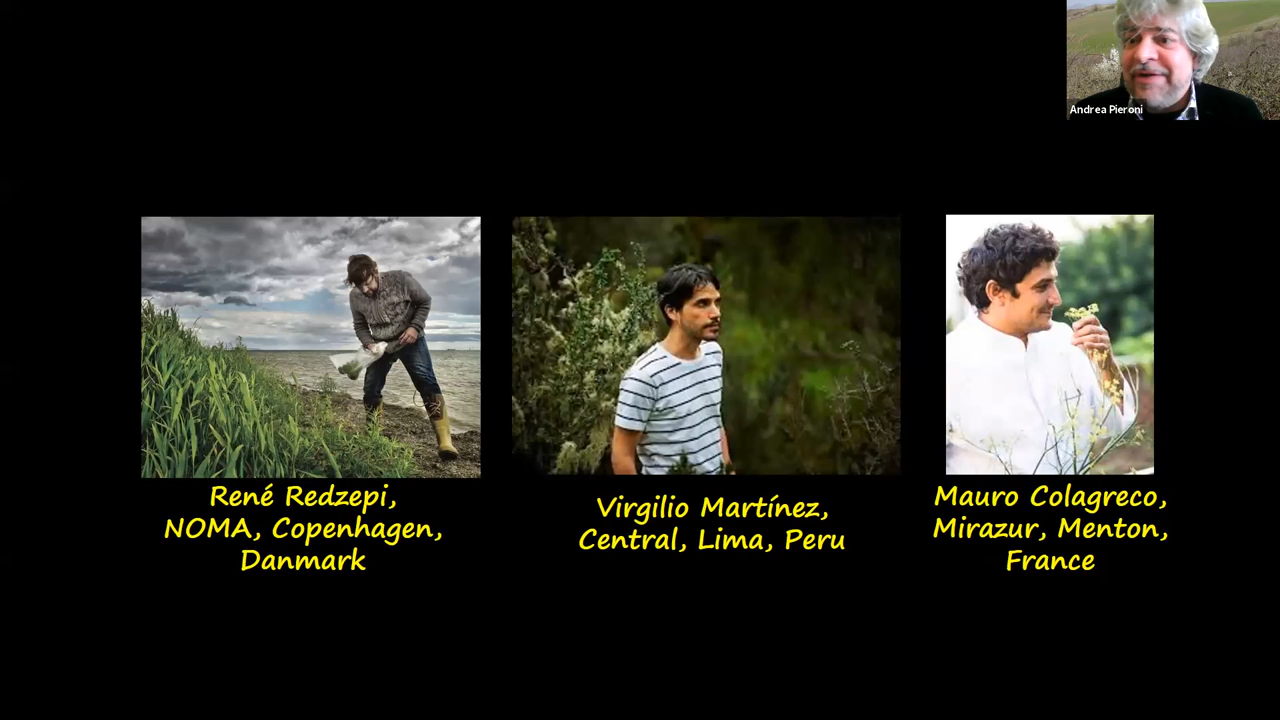 Andrea Pieroni
René Redzepi,
NOMA, Copenhagen,
Danmark
Virgilio Martínez,
Central, Lima, Peru
Mauro Colagreco,
Mirazur, Menton,
France